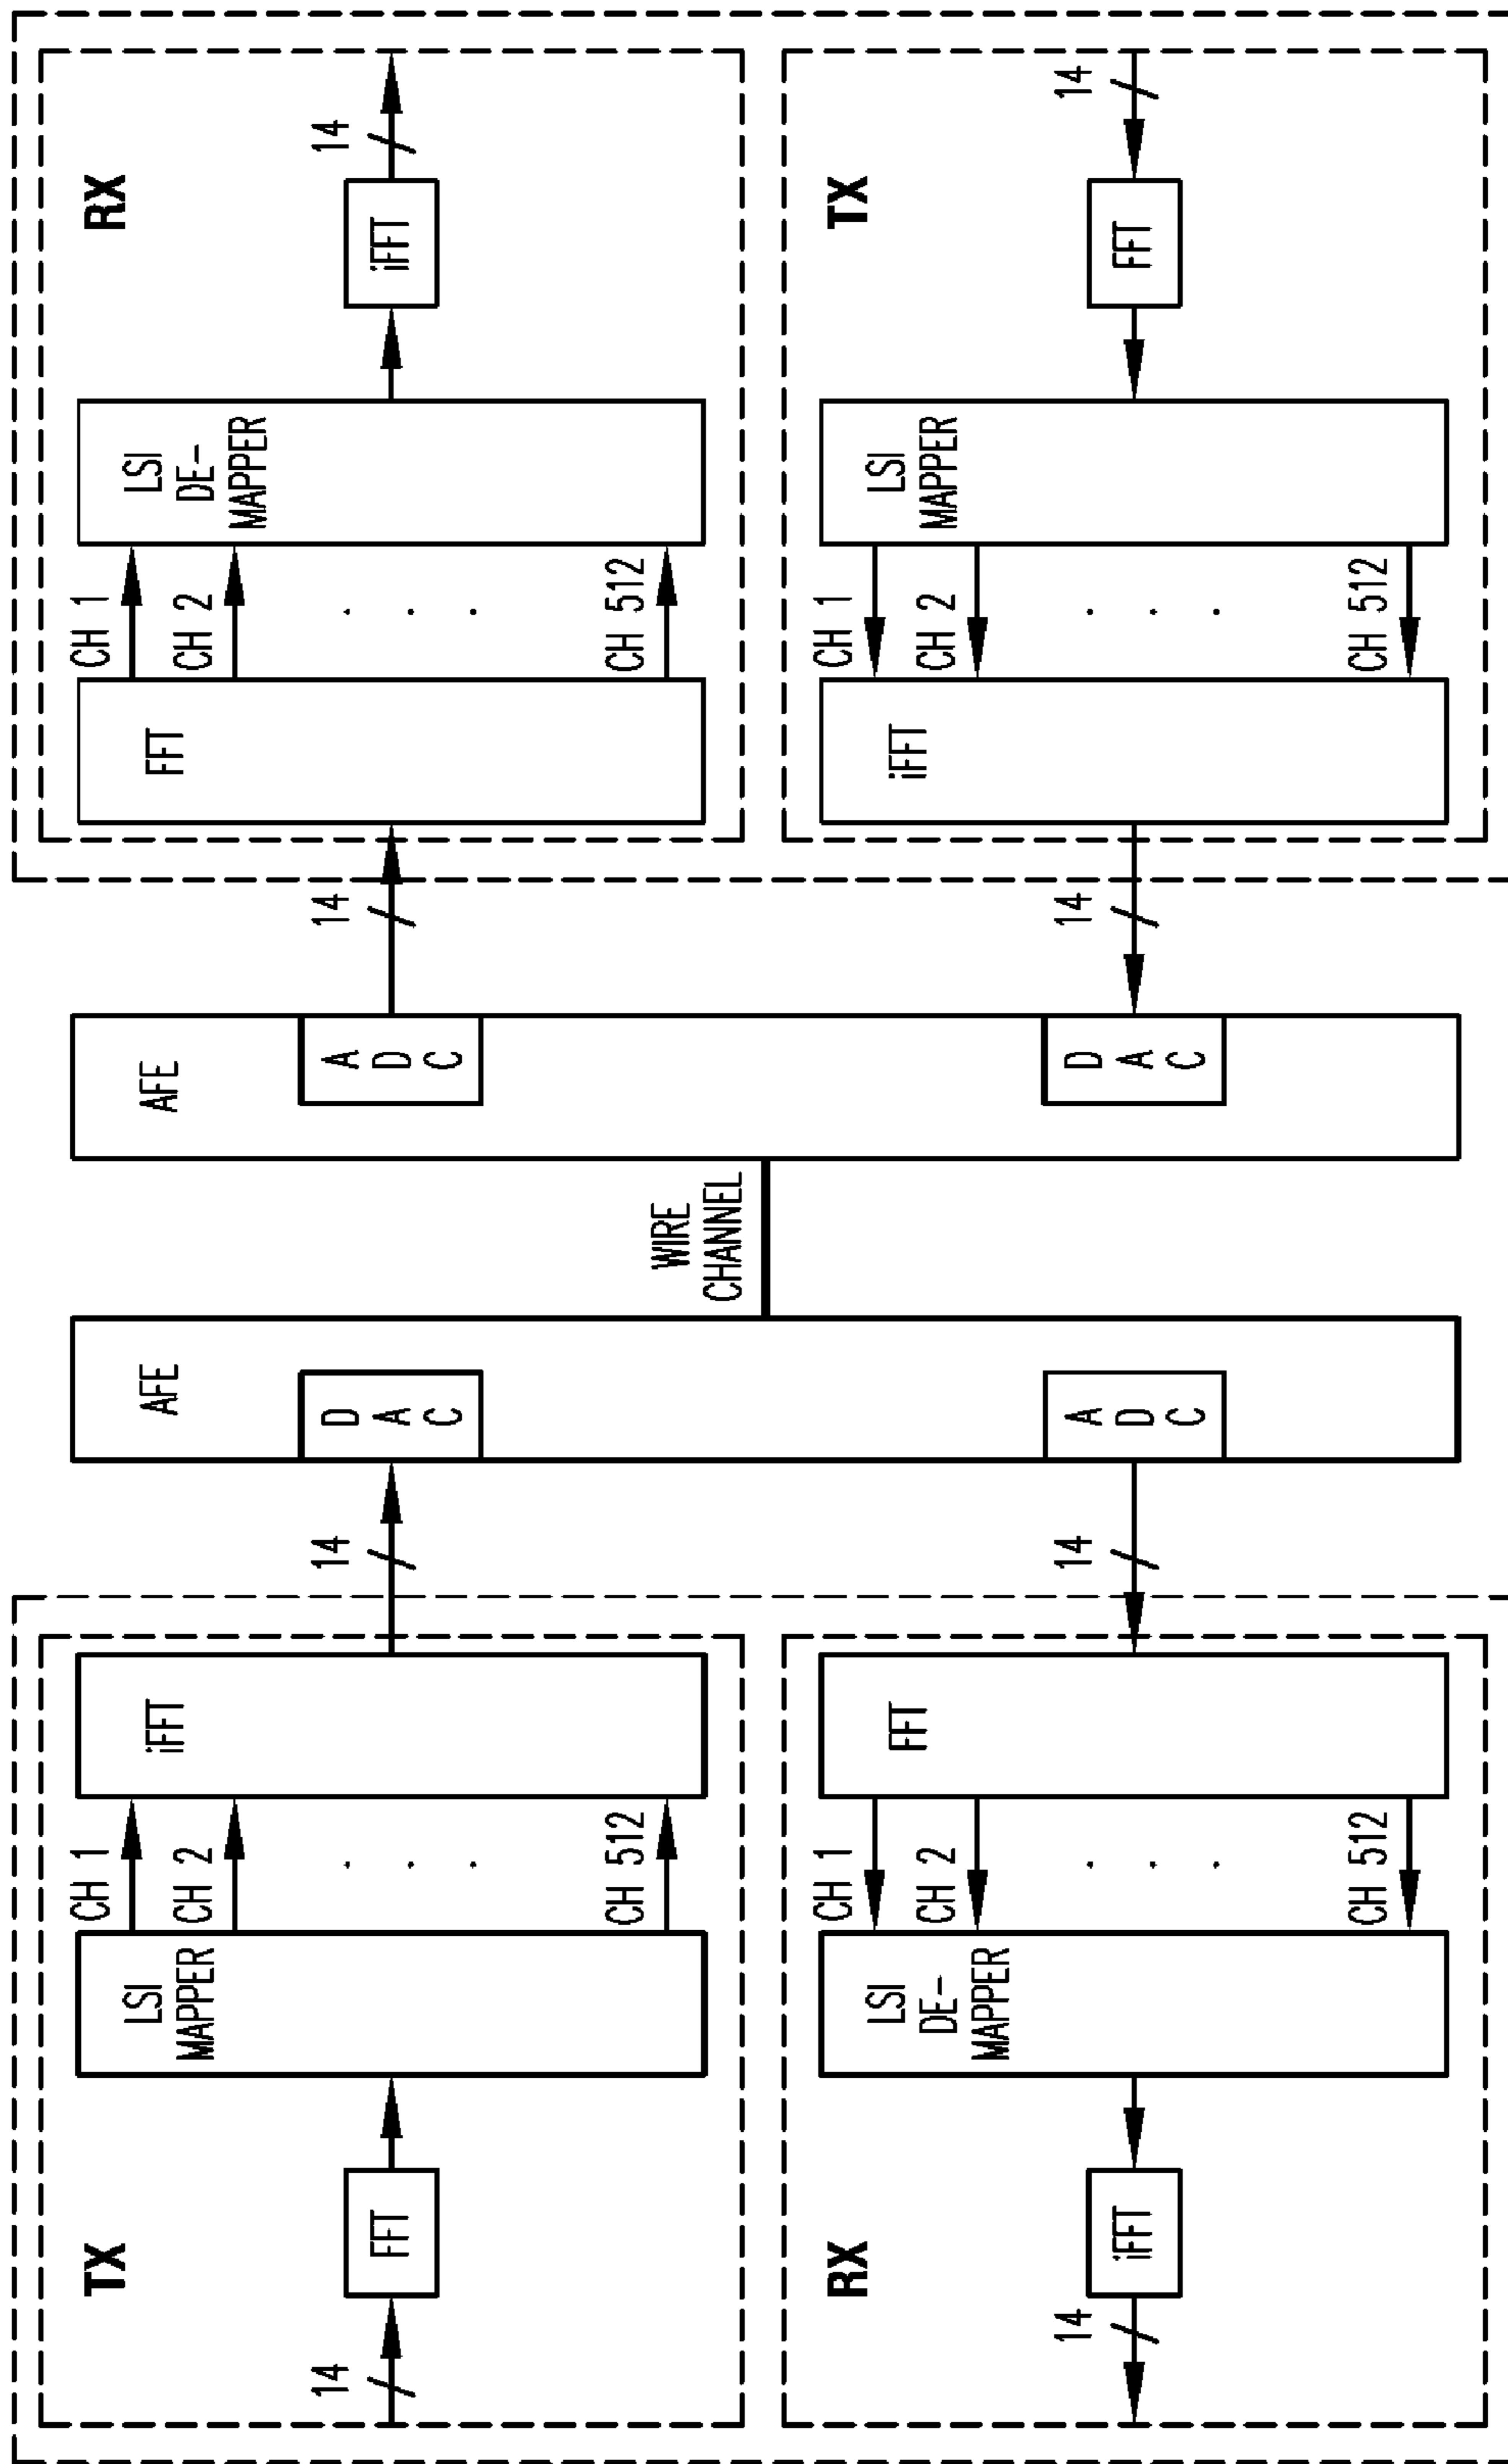 TX
14
FFT
LSI
MAPPER
CH 1
CH 2
. . .
CH 512
iFFT
14
AFE
D
A
C
WIRE
CHANNEL
AFE
A
D
C
14
FFT
CH 1
CH 2
. . .
CH 512
LSI
DE-
MAPPER
iFFT
14
RX
RX
14
iFFT
LSI
DE-
MAPPER
CH 1
CH 2
. . .
CH 512
FFT
14
A
D
C
D
A
C
14
iFFT
CH 1
CH 2
. . .
CH 512
LSI
MAPPER
FFT
14
TX